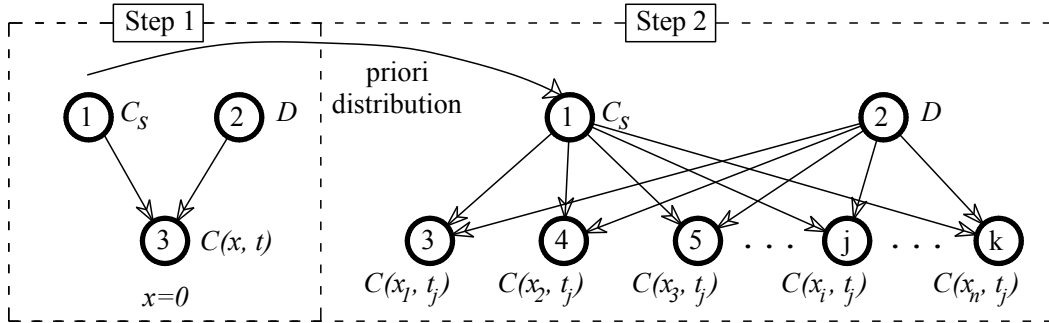 Step 1
Step 2
priori
distribution
1 C_s
2 D
3 C(x, t)
x=0
1 C_s
2 D
3 4 5 . . . j . . . k
C(x_1, t_j) C(x_2, t_j) C(x_3, t_j) C(x_i, t_j) C(x_n, t_j)